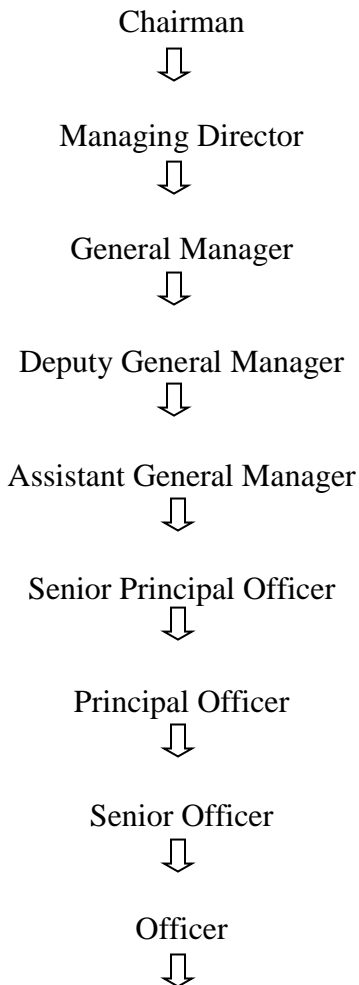 Chairman
Managing Director
General Manager
Deputy General Manager
Assistant General Manager
Senior Principal Officer
Principal Officer
Senior Officer
Officer